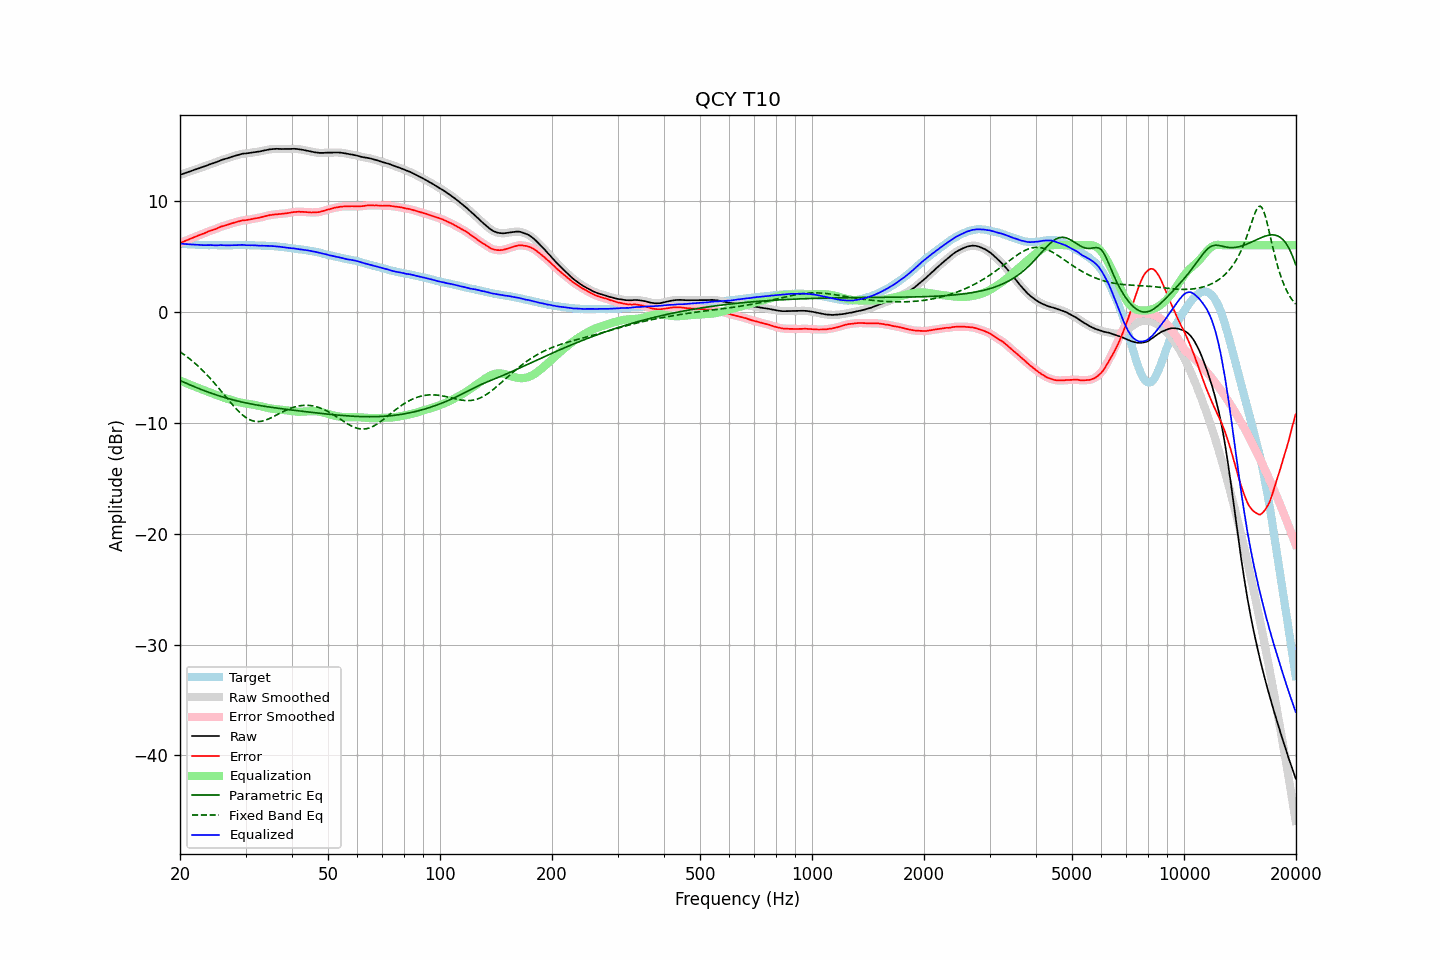 QCY T10
10
0
−10
−20
−30
−40
Amplitude (dBr)
Target
Raw Smoothed
Error Smoothed
Raw
Error
Equalization
Parametric Eq
Fixed Band Eq
Equalized
20 50 100 200 500 1000 2000 5000 10000 20000
Frequency (Hz)